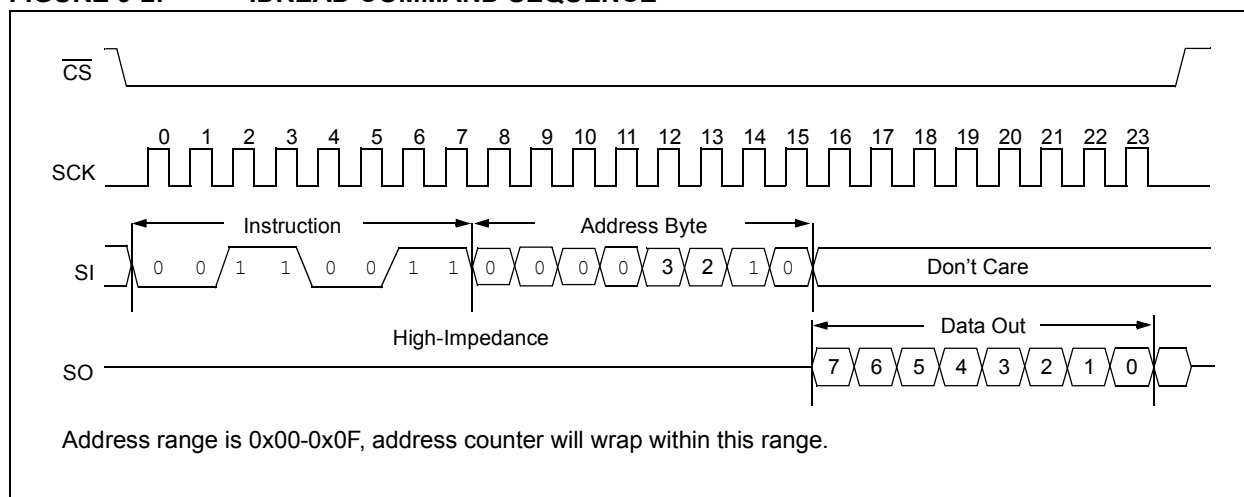 CS
0 1 2 3 4 5 6 7 8 9 10 11 12 13 14 15 16 17 18 19 20 21 22 23
SCK
Instruction Address Byte
SI 0 0 1 1 0 0 1 1 0 0 0 0 3 2 1 0 Don't Care
High-Impedance Data Out
SO 7 6 5 4 3 2 1 0
Address range is 0x00-0x0F, address counter will wrap within this range.